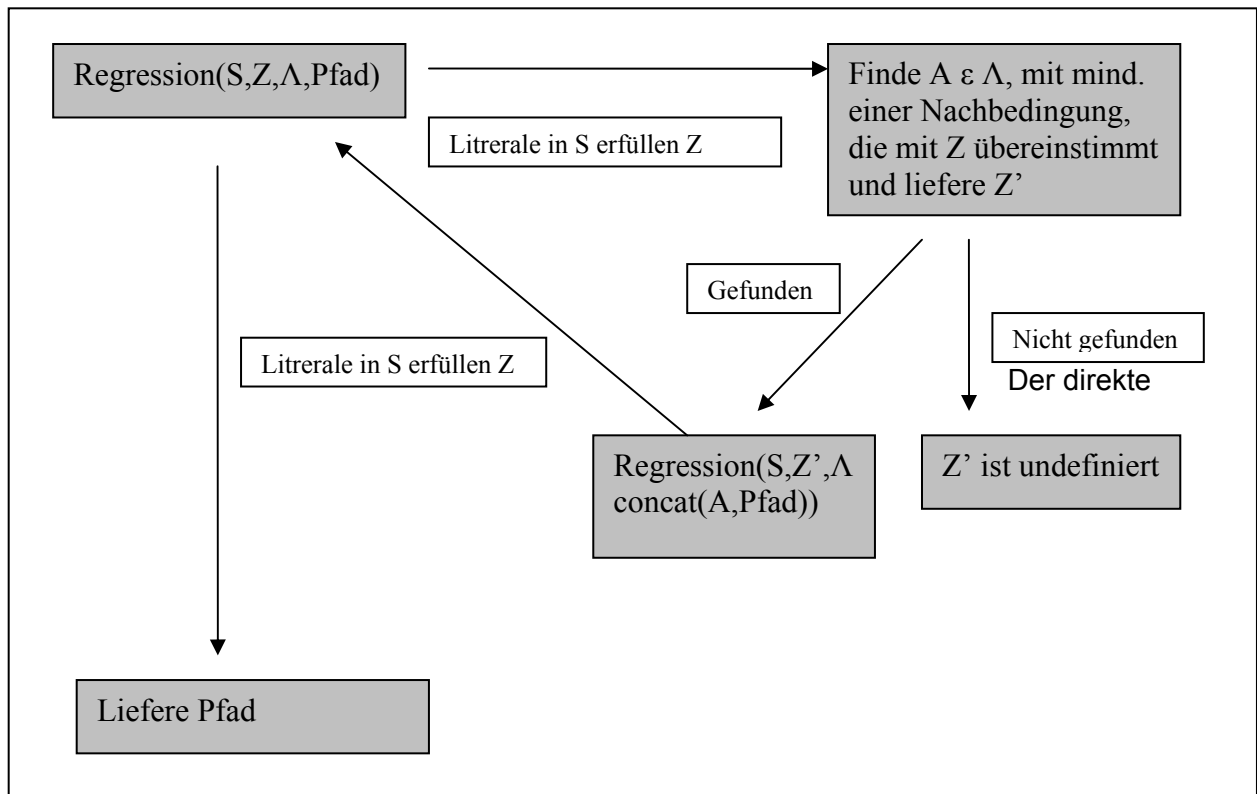 Regression(S,Z,Λ,Pfad)
Finde A ε Λ, mit mind.
einer Nachbedingung,
die mit Z übereinstimmt
und liefere Z’
Litrerale in S erfüllen Z
Gefunden
Litrerale in S erfüllen Z
Nicht gefunden
Der direkte
Regression(S,Z’,Λ
concat(A,Pfad))
Z’ ist undefiniert
Liefere Pfad